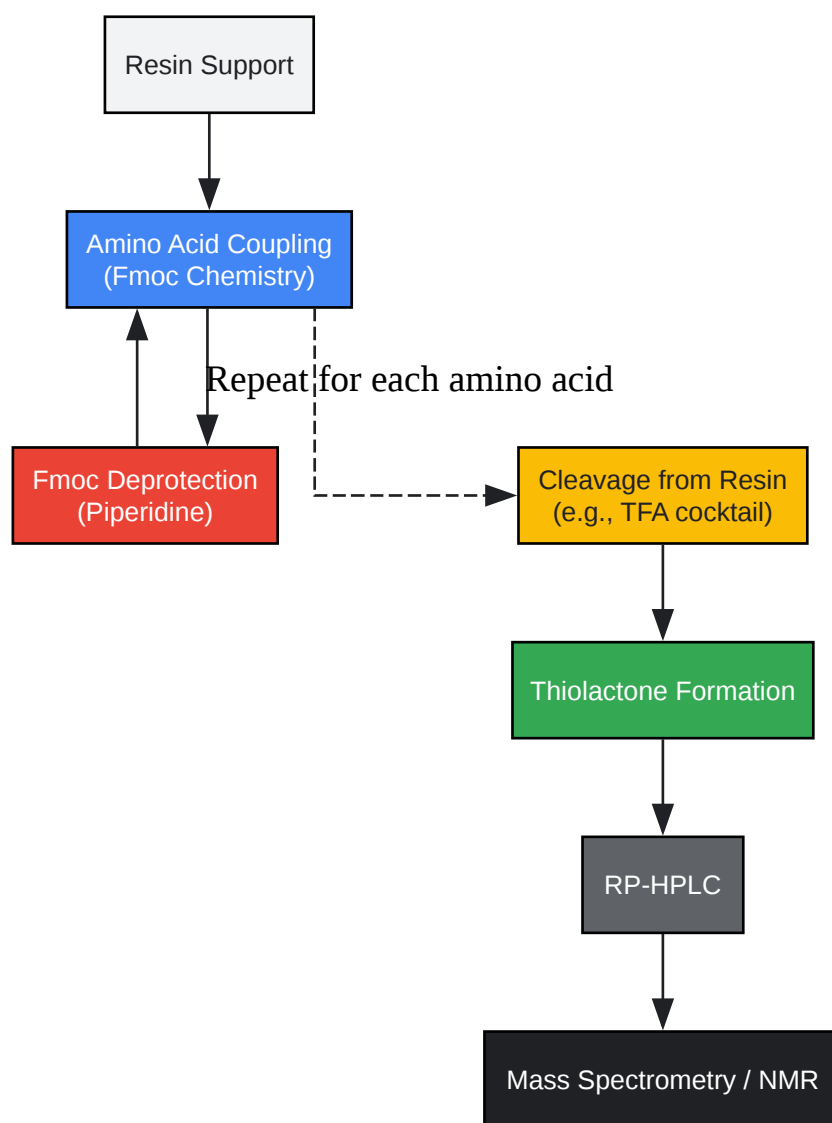 Resin Support
Amino Acid Coupling
(Fmoc Chemistry)
Repeat for each amino acid
Fmoc Deprotection
(Piperidine)
Cleavage from Resin
(e.g., TFA cocktail)
Thiolactone Formation
RP-HPLC
Mass Spectrometry / NMR